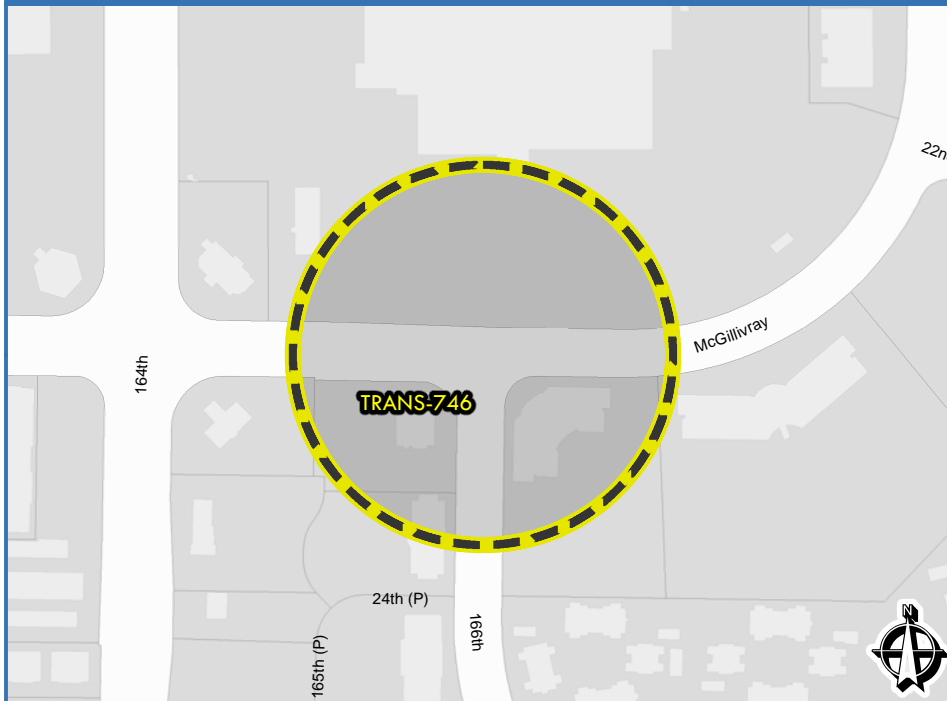 22n
McGillivray
164th
TRANS-746
24th (P)
166th
165th (P)
N